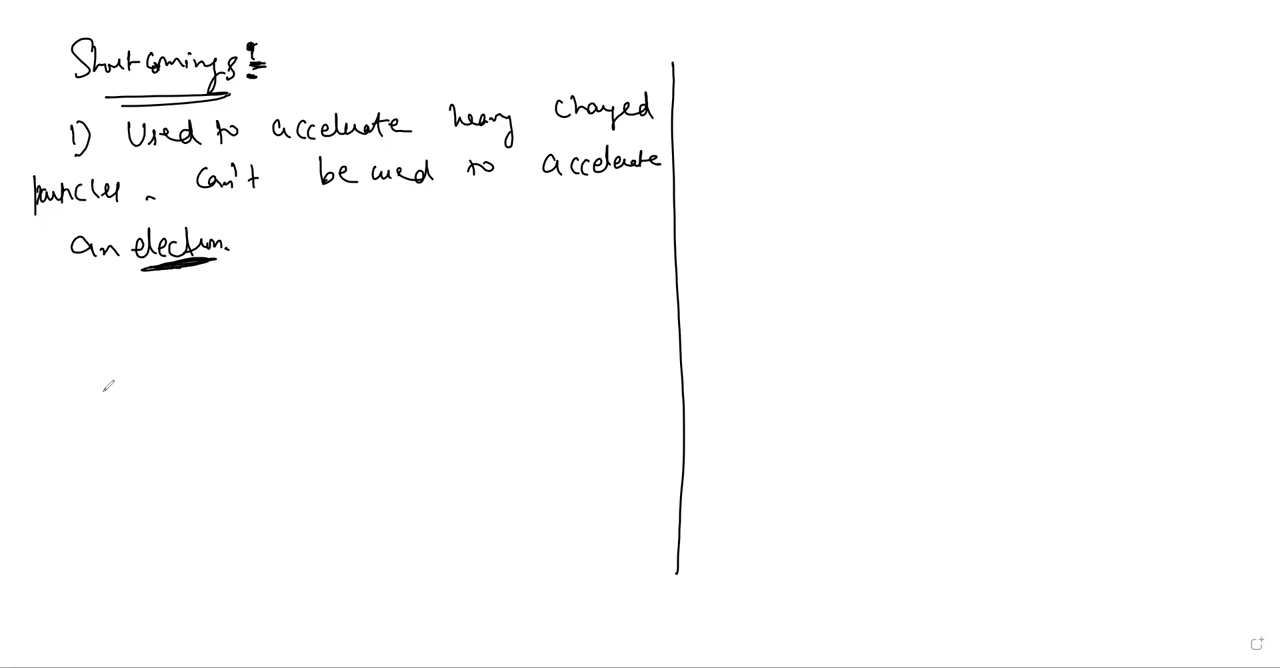 Shortcomings:
1) Used to accelerate heavy charged
particles. Can't be used to accelerate
an electron.